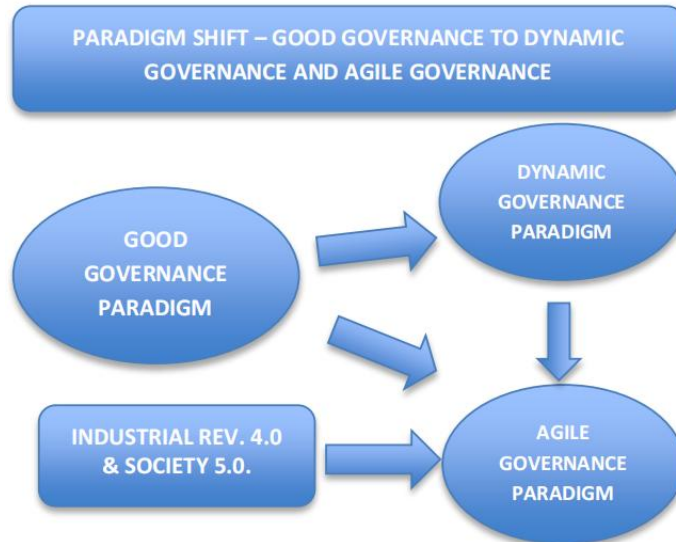 PARADIGM SHIFT – GOOD GOVERNANCE TO DYNAMIC
GOVERNANCE AND AGILE GOVERNANCE
DYNAMIC
GOVERNANCE
PARADIGM
GOOD
GOVERNANCE
PARADIGM
INDUSTRIAL REV. 4.0
& SOCIETY 5.0.
AGILE
GOVERNANCE
PARADIGM